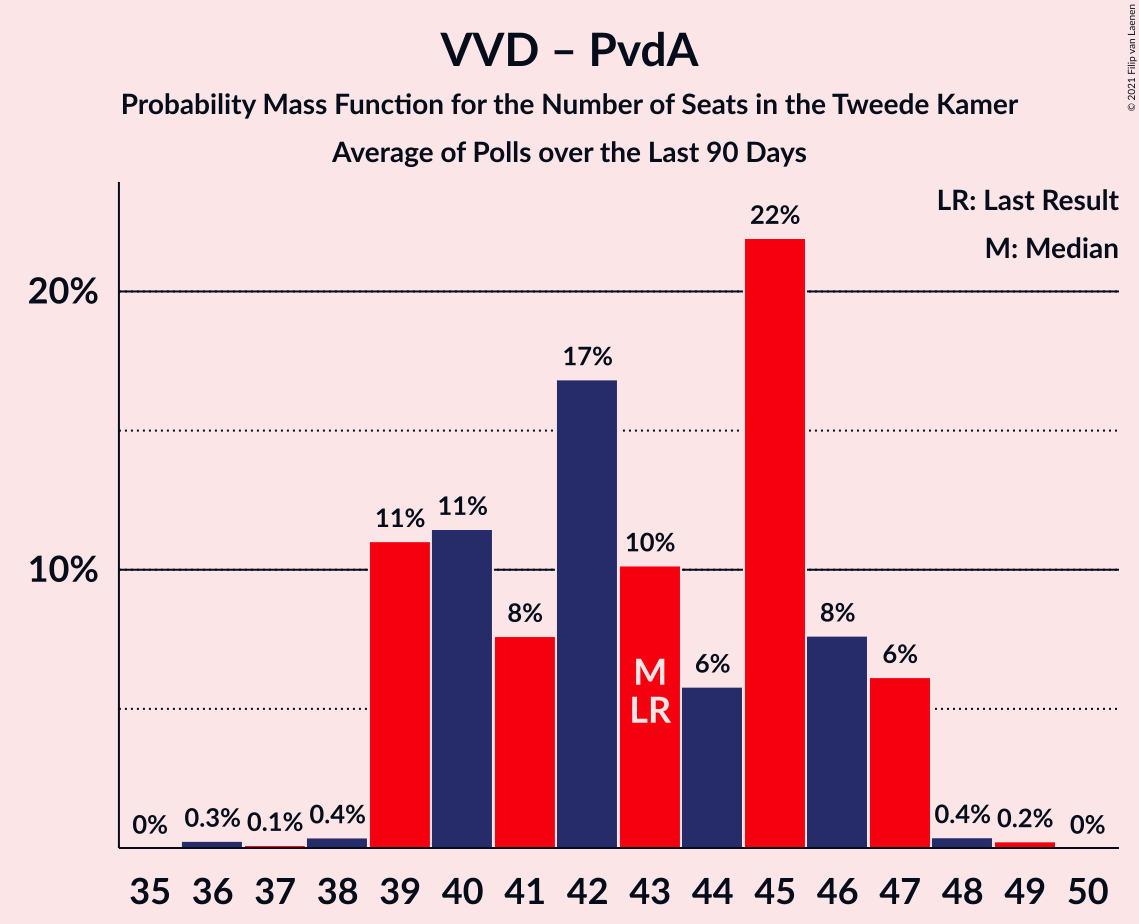 VVD – PvdA
Probability Mass Function for the Number of Seats in the Tweede Kamer
Average of Polls over the Last 90 Days
© 2021 Filip van Laenen
LR: Last Result
M: Median
20%
10%
0%
0.3%
0.1%
0.4%
11%
11%
8%
17%
10%
6%
22%
8%
6%
0.4%
0.2%
0%
M
LR
35 36 37 38 39 40 41 42 43 44 45 46 47 48 49 50